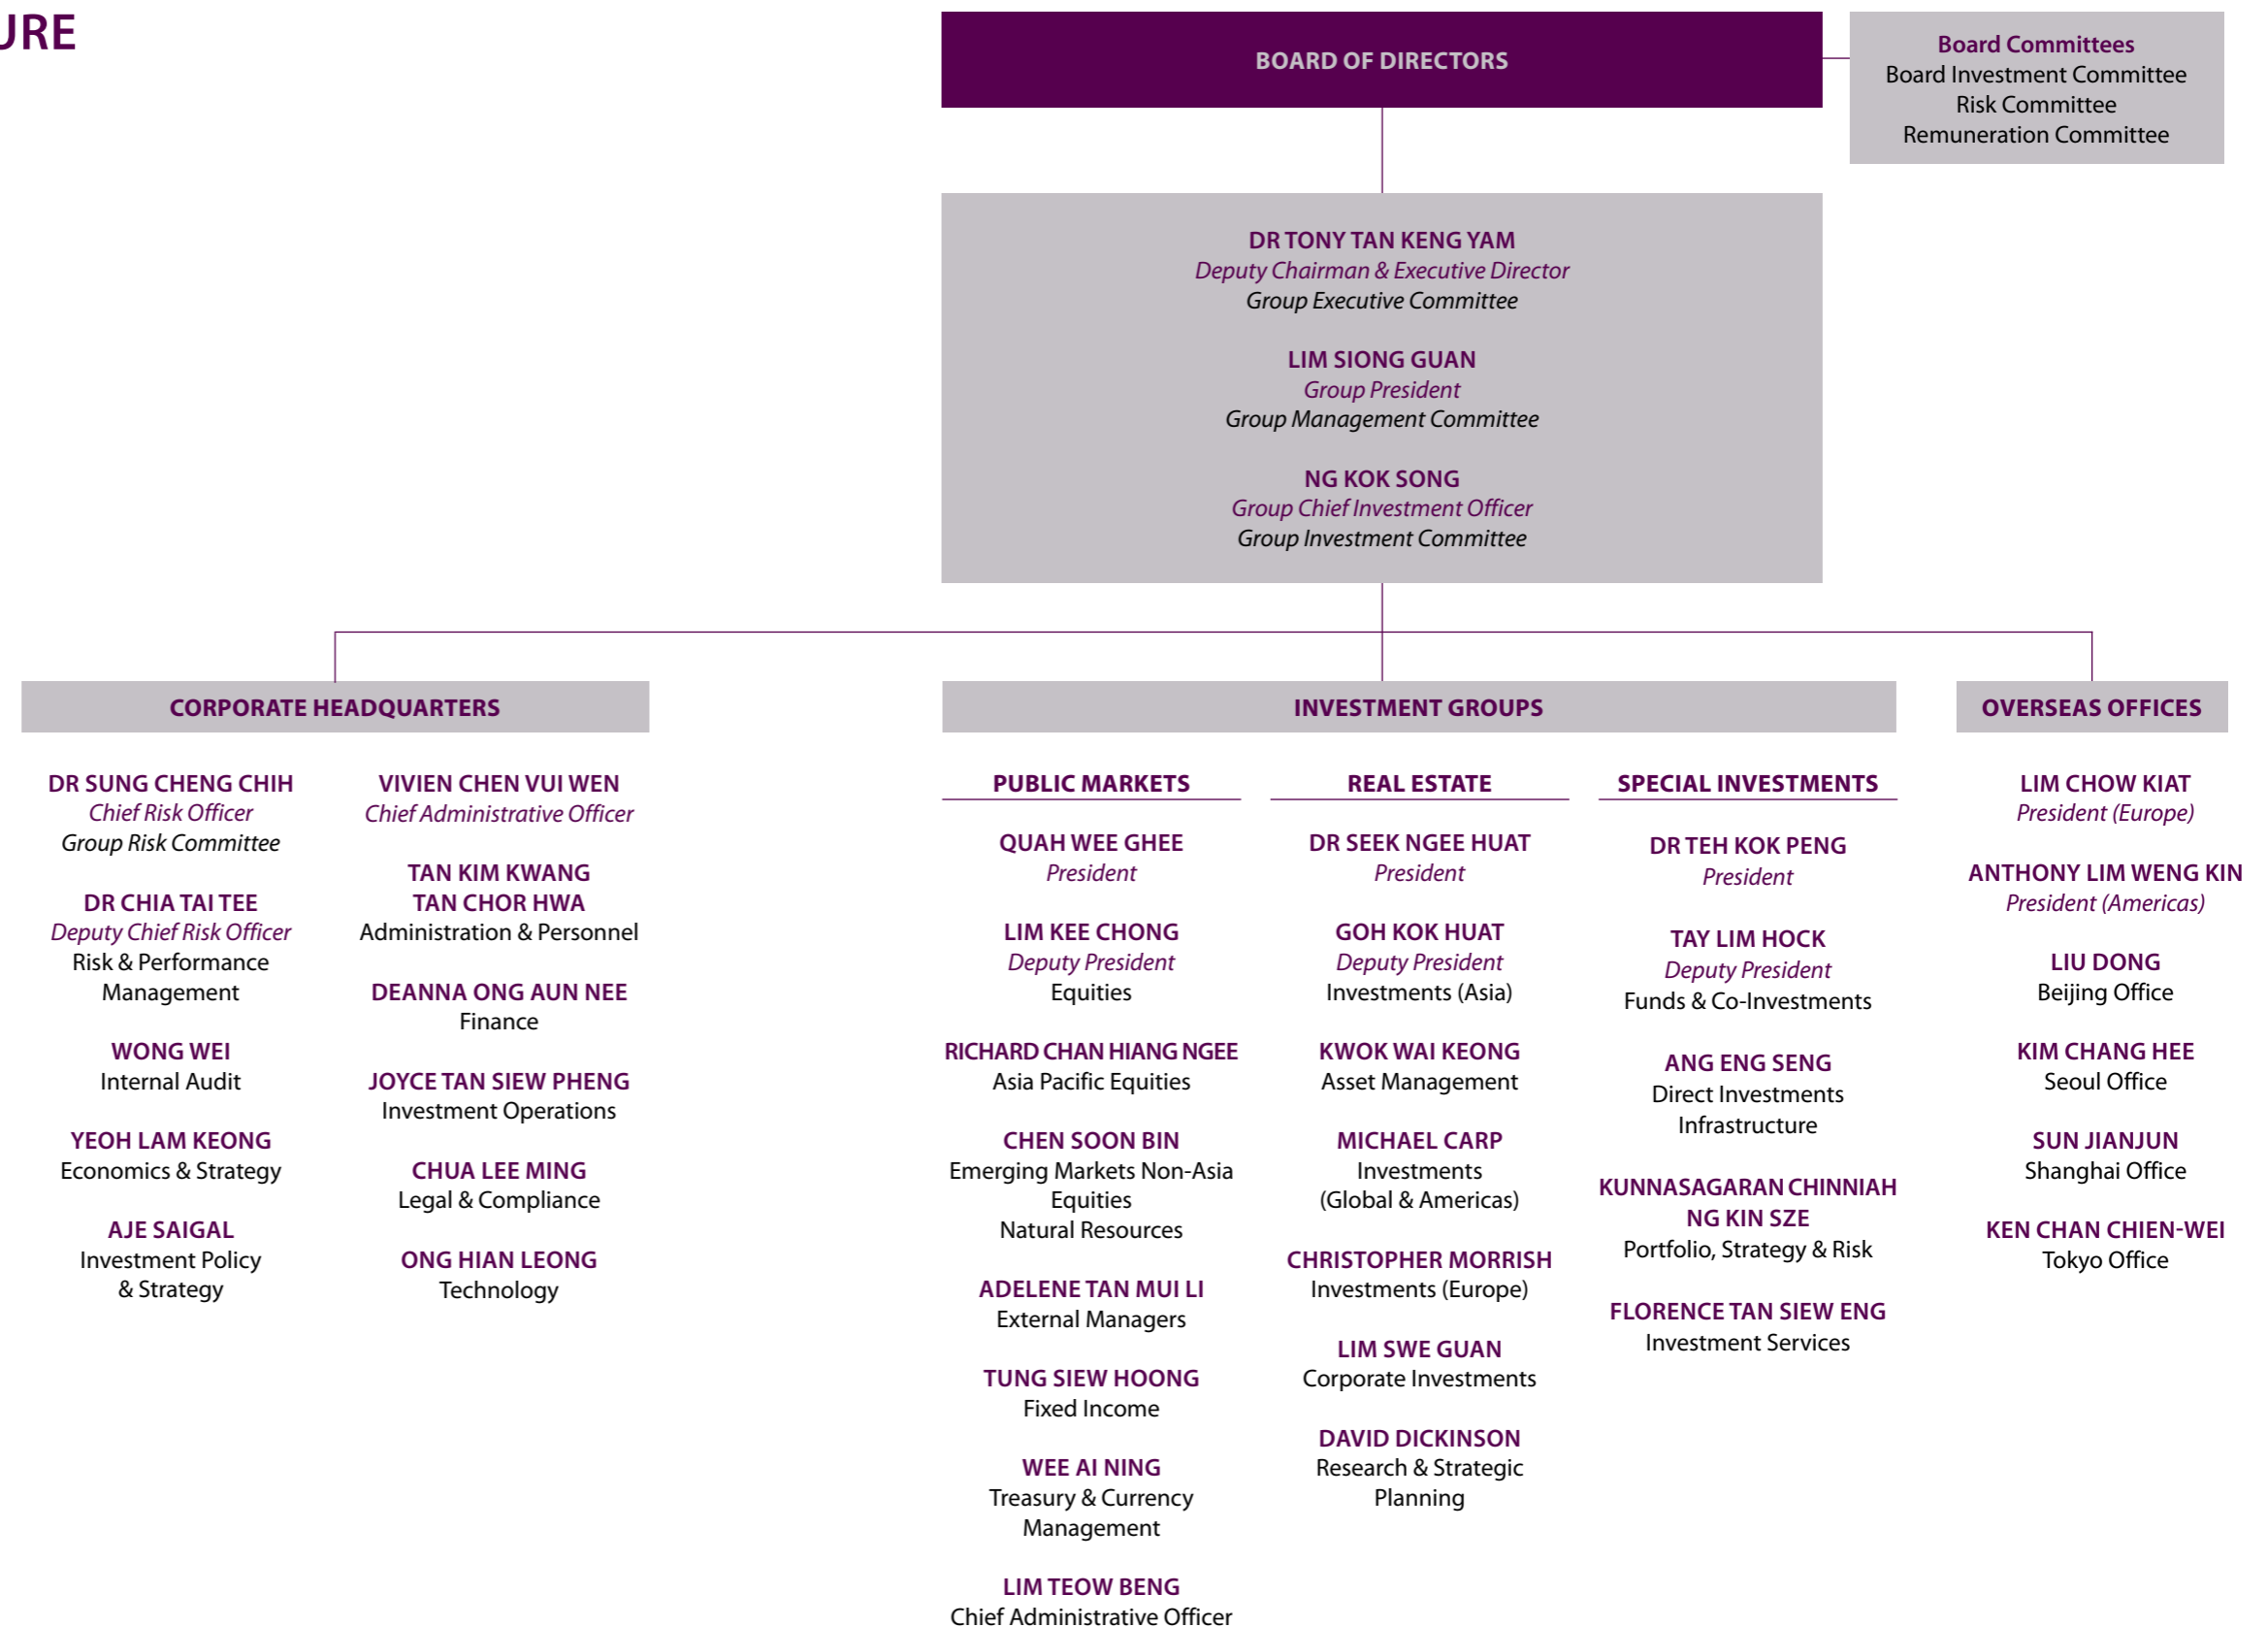 URE
BOARD OF DIRECTORS
Board Committees
Board Investment Committee
Risk Committee
Remuneration Committee
DR TONY TAN KENG YAM
Deputy Chairman & Executive Director
Group Executive Committee
LIM SIONG GUAN
Group President
Group Management Committee
NG KOK SONG
Group Chief Investment Officer
Group Investment Committee
CORPORATE HEADQUARTERS
DR SUNG CHENG CHIH
Chief Risk Officer
Group Risk Committee
DR CHIA TAI TEE
Deputy Chief Risk Officer
Risk & Performance
Management
WONG WEI
Internal Audit
YEOH LAM KEONG
Economics & Strategy
AJE SAIGAL
Investment Policy
& Strategy
VIVIEN CHEN VUI WEN
Chief Administrative Officer
TAN KIM KWANG
TAN CHOR HWA
Administration & Personnel
DEANNA ONG AUN NEE
Finance
JOYCE TAN SIEW PHENG
Investment Operations
CHUA LEE MING
Legal & Compliance
ONG HIAN LEONG
Technology
INVESTMENT GROUPS
PUBLIC MARKETS
QUAH WEE GHEE
President
LIM KEE CHONG
Deputy President
Equities
RICHARD CHAN HIANG NGEE
Asia Pacific Equities
CHEN SOON BIN
Emerging Markets Non-Asia
Equities
Natural Resources
ADELENE TAN MUI LI
External Managers
TUNG SIEW HOONG
Fixed Income
WEE AI NING
Treasury & Currency
Management
LIM TEOW BENG
Chief Administrative Officer
REAL ESTATE
DR SEEK NGEE HUAT
President
GOH KOK HUAT
Deputy President
Investments (Asia)
KWOK WAI KEONG
Asset Management
MICHAEL CARP
Investments
(Global & Americas)
CHRISTOPHER MORRISH
Investments (Europe)
LIM SWE GUAN
Corporate Investments
DAVID DICKINSON
Research & Strategic
Planning
SPECIAL INVESTMENTS
DR TEH KOK PENG
President
TAY LIM HOCK
Deputy President
Funds & Co-Investments
ANG ENG SENG
Direct Investments
Infrastructure
KUNNASAGARAN CHINNIAH
NG KIN SZE
Portfolio, Strategy & Risk
FLORENCE TAN SIEW ENG
Investment Services
OVERSEAS OFFICES
LIM CHOW KIAT
President (Europe)
ANTHONY LIM WENG KIN
President (Americas)
LIU DONG
Beijing Office
KIM CHANG HEE
Seoul Office
SUN JIANJUN
Shanghai Office
KEN CHAN CHIEN-WEI
Tokyo Office